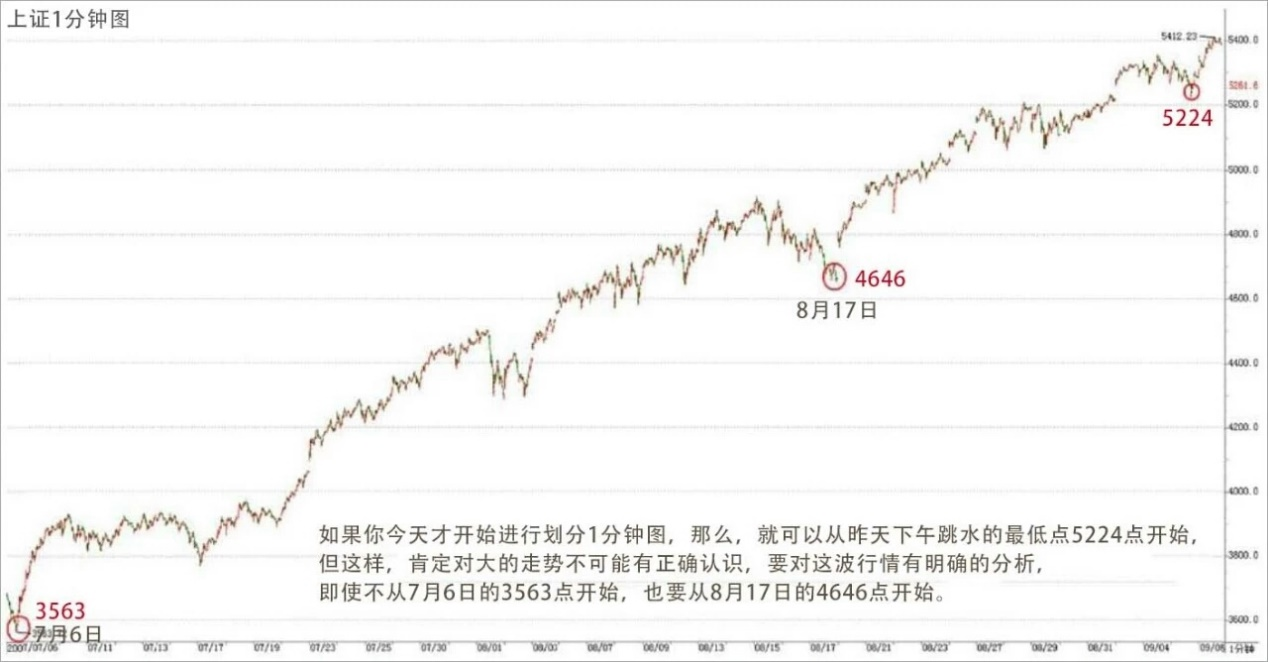 上证1分钟图
5412.23
5400.0
5261.6
5200.0
5224
5000.0
4800.0
4646
8月17日
4600.0
4400.0
4200.0
4000.0
如果你今天才开始进行划分1分钟图，那么，就可以从昨天下午跳水的最低点5224点开始，
但这样，肯定对大的走势不可能有正确认识，要对这波行情有明确的分析，
即使不从7月6日的3563点开始，也要从8月17日的4646点开始。
3800.0
3563
3600.0
7月6日
2007/07/06 07/11 07/13 07/17 07/19 07/23 07/25 07/30 08/01 08/03 08/07 08/09 08/13 08/15 08/17 08/21 08/23 08/27 08/29 08/31 09/04 09/06 1分钟